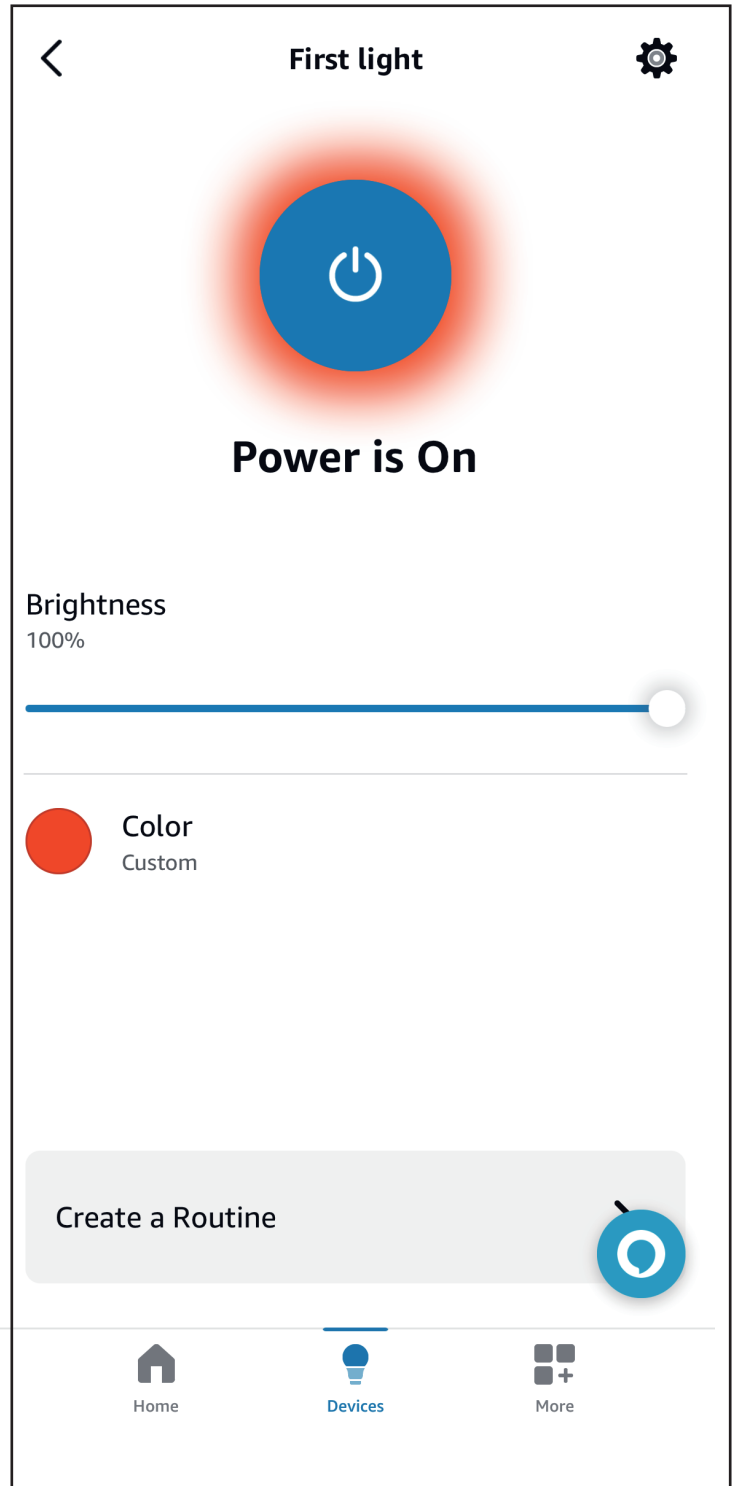 First light
Power is On
Brightness
100%
Color
Custom
Create a Routine
Home
Devices
More